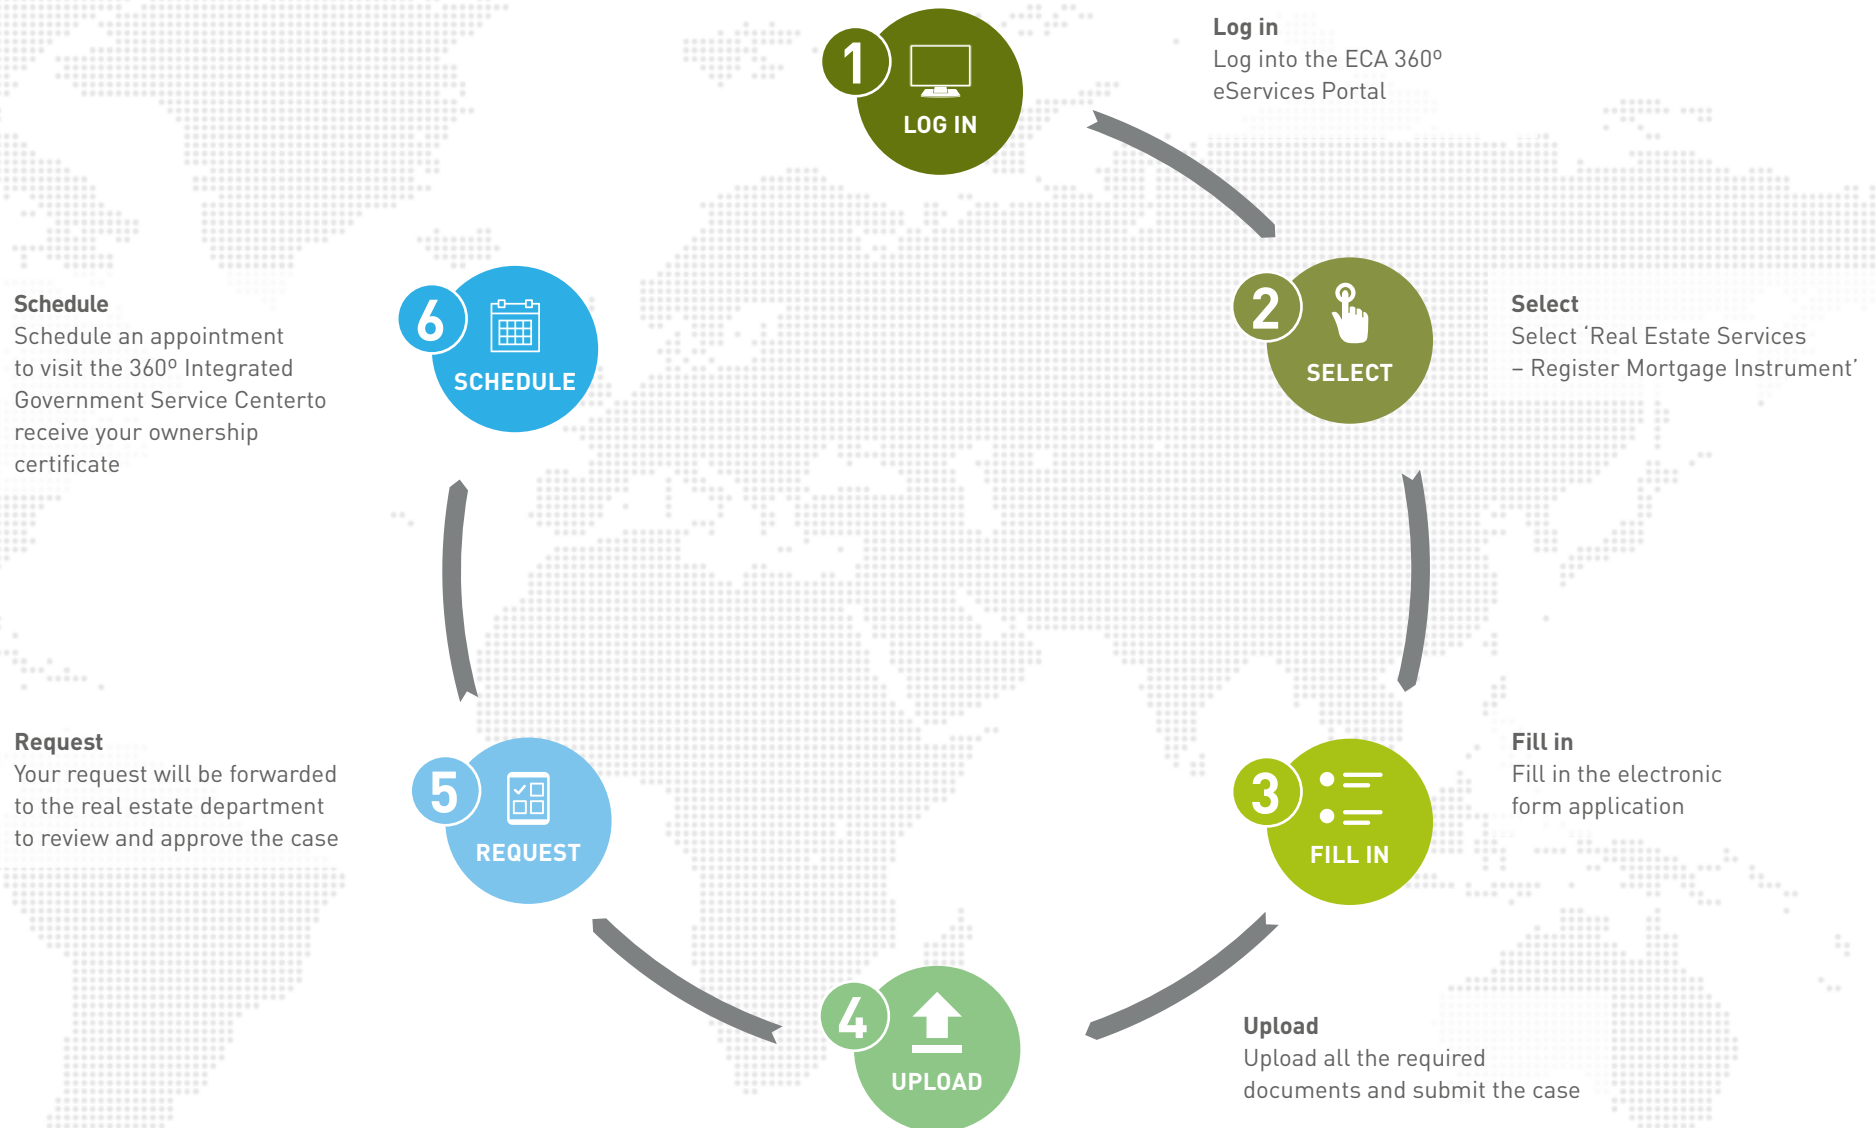 1
LOG IN
Log in
Log into the ECA 360º
eServices Portal
2
SELECT
Select
Select ‘Real Estate Services
– Register Mortgage Instrument’
3
FILL IN
Fill in
Fill in the electronic
form application
4
UPLOAD
Upload
Upload all the required
documents and submit the case
5
REQUEST
Request
Your request will be forwarded
to the real estate department
to review and approve the case
6
SCHEDULE
Schedule
Schedule an appointment
to visit the 360º Integrated
Government Service Centerto
receive your ownership
certificate